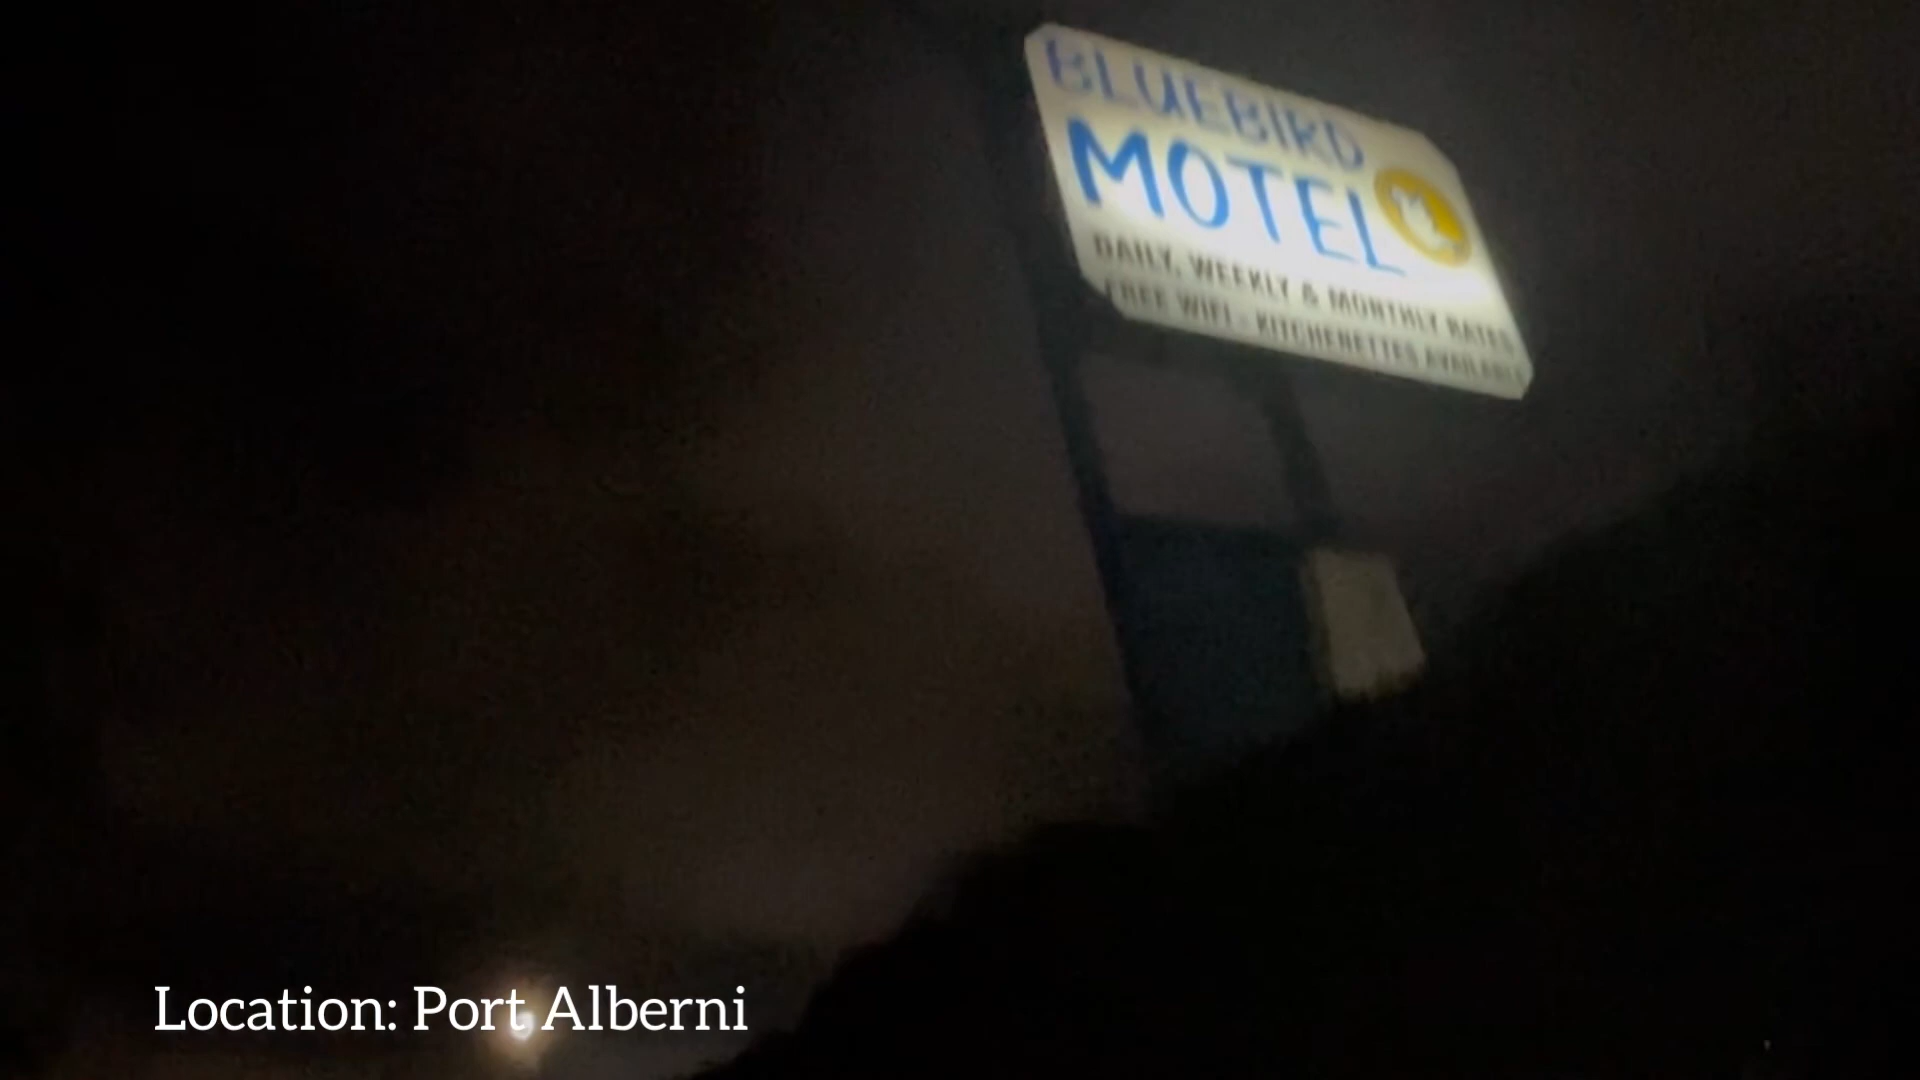 BLUEBIRD
MOTEL
DAILY, WEEKLY & MONTHLY RATES
FREE WIFI - KITCHENETTES AVAILABLE
Location: Port Alberni